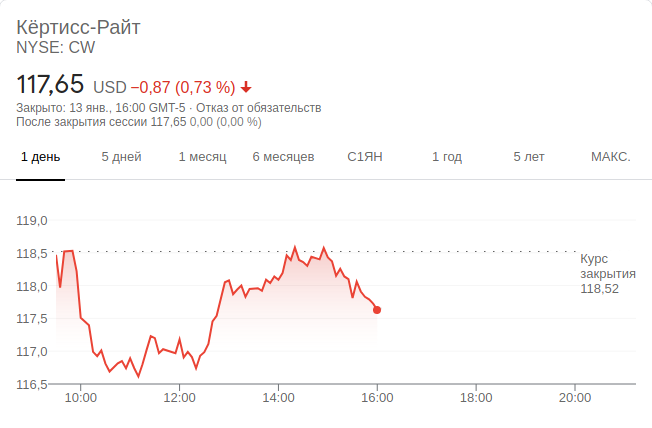 Кёртисс-Райт
NYSE: CW
117,65 USD −0,87 (0,73 %)
Закрыто: 13 янв., 16:00 GMT-5 · Отказ от обязательств
После закрытия сессии 117,65 0,00 (0,00 %)
1 день 5 дней 1 месяц 6 месяцев С1ЯН 1 год 5 лет МАКС.
119,0
118,5
118,0
117,5
117,0
116,5
Курс
закрытия
118,52
10:00 12:00 14:00 16:00 18:00 20:00